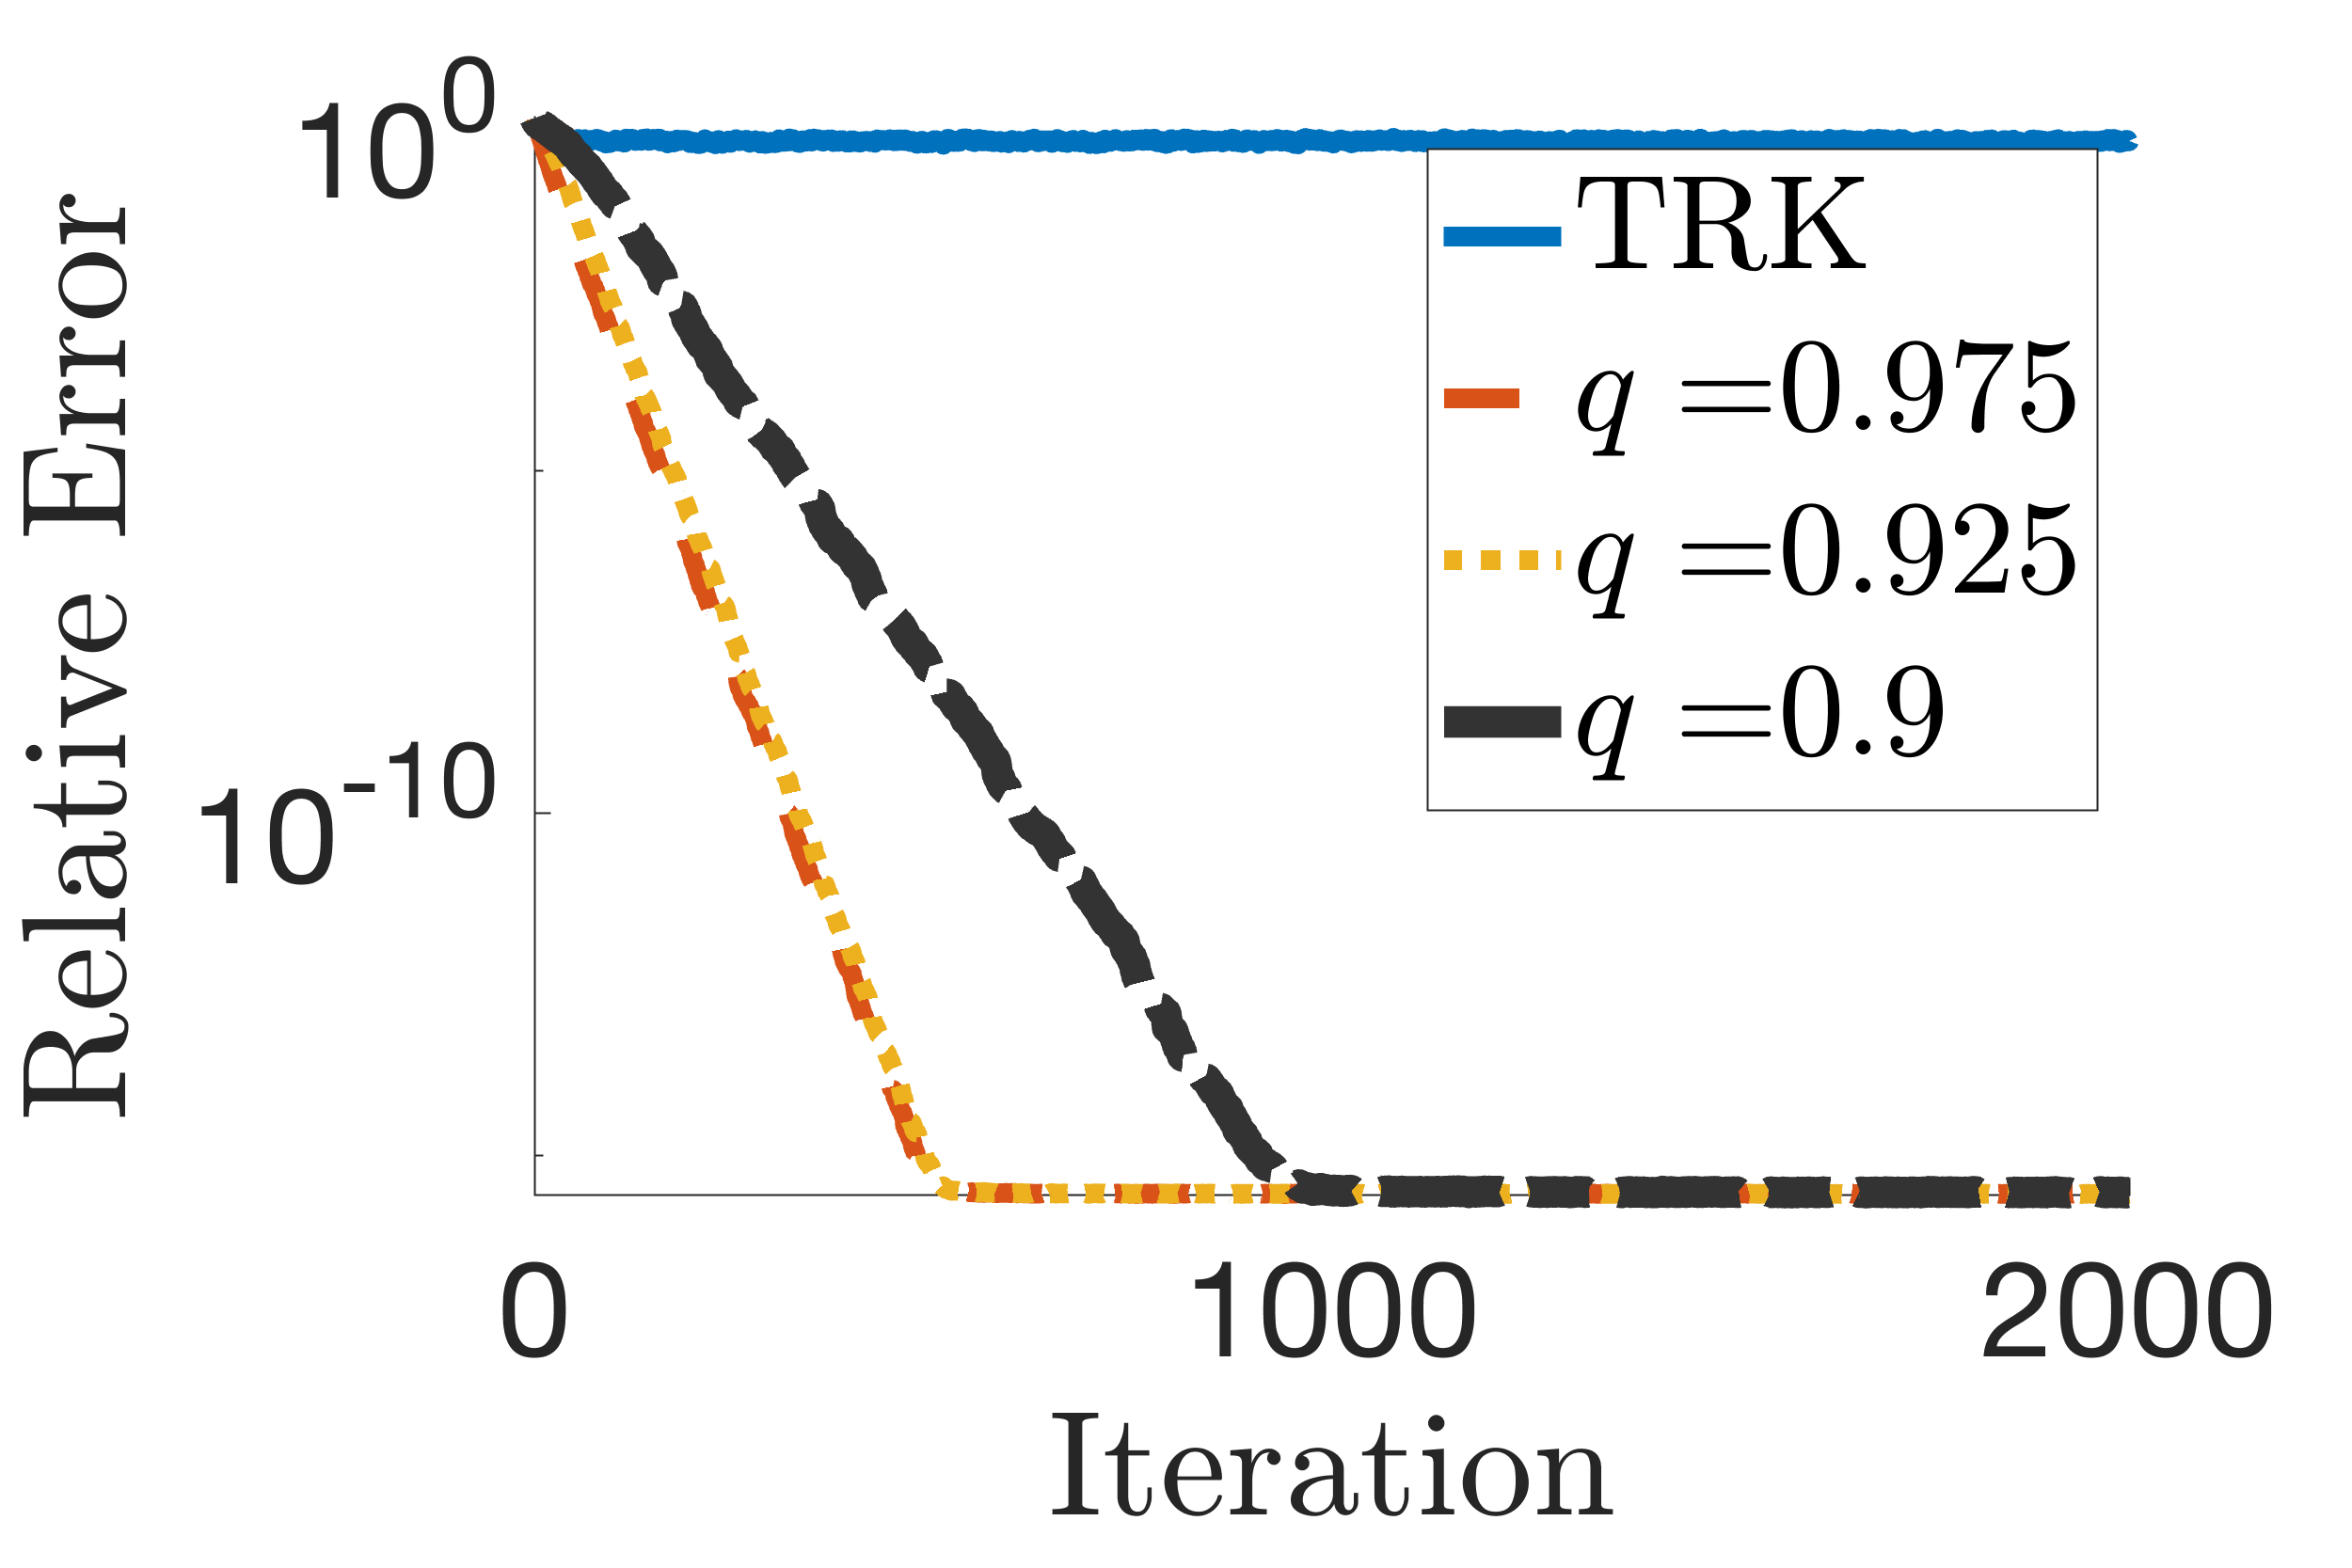 Relative Error
10^0
10^-10
TRK
q =0.975
q =0.925
q =0.9
0 1000 2000
Iteration